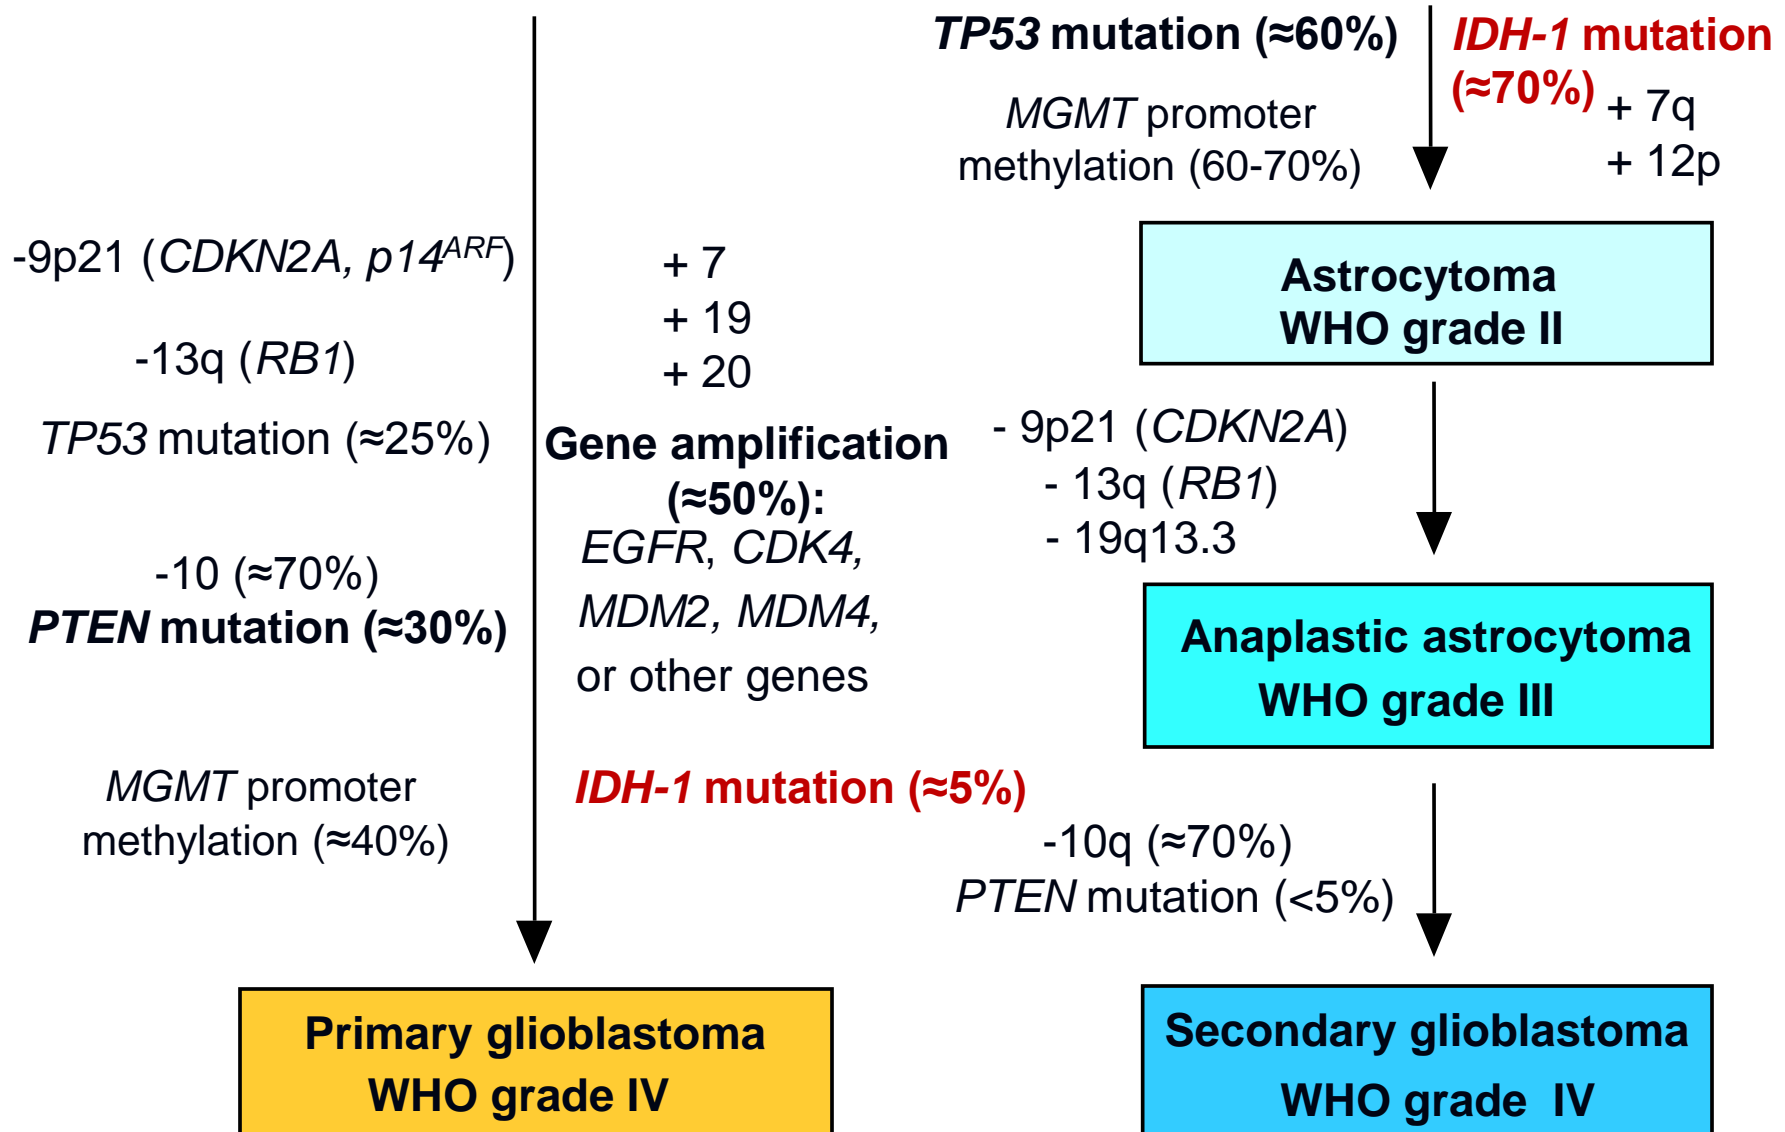 -9p21 (CDKN2A, p14ARF)
-13q (RB1)
TP53 mutation (≈25%)
-10 (≈70%)
PTEN mutation (≈30%)
MGMT promoter
methylation (≈40%)
+ 7
+ 19
+ 20
Gene amplification
(≈50%):
EGFR, CDK4,
MDM2, MDM4,
or other genes
IDH-1 mutation (≈5%)
Primary glioblastoma
WHO grade IV
TP53 mutation (≈60%)
MGMT promoter
methylation (60-70%)
IDH-1 mutation
(≈70%)
+ 7q
+ 12p
Astrocytoma
WHO grade II
- 9p21 (CDKN2A)
- 13q (RB1)
- 19q13.3
Anaplastic astrocytoma
WHO grade III
-10q (≈70%)
PTEN mutation (<5%)
Secondary glioblastoma
WHO grade IV